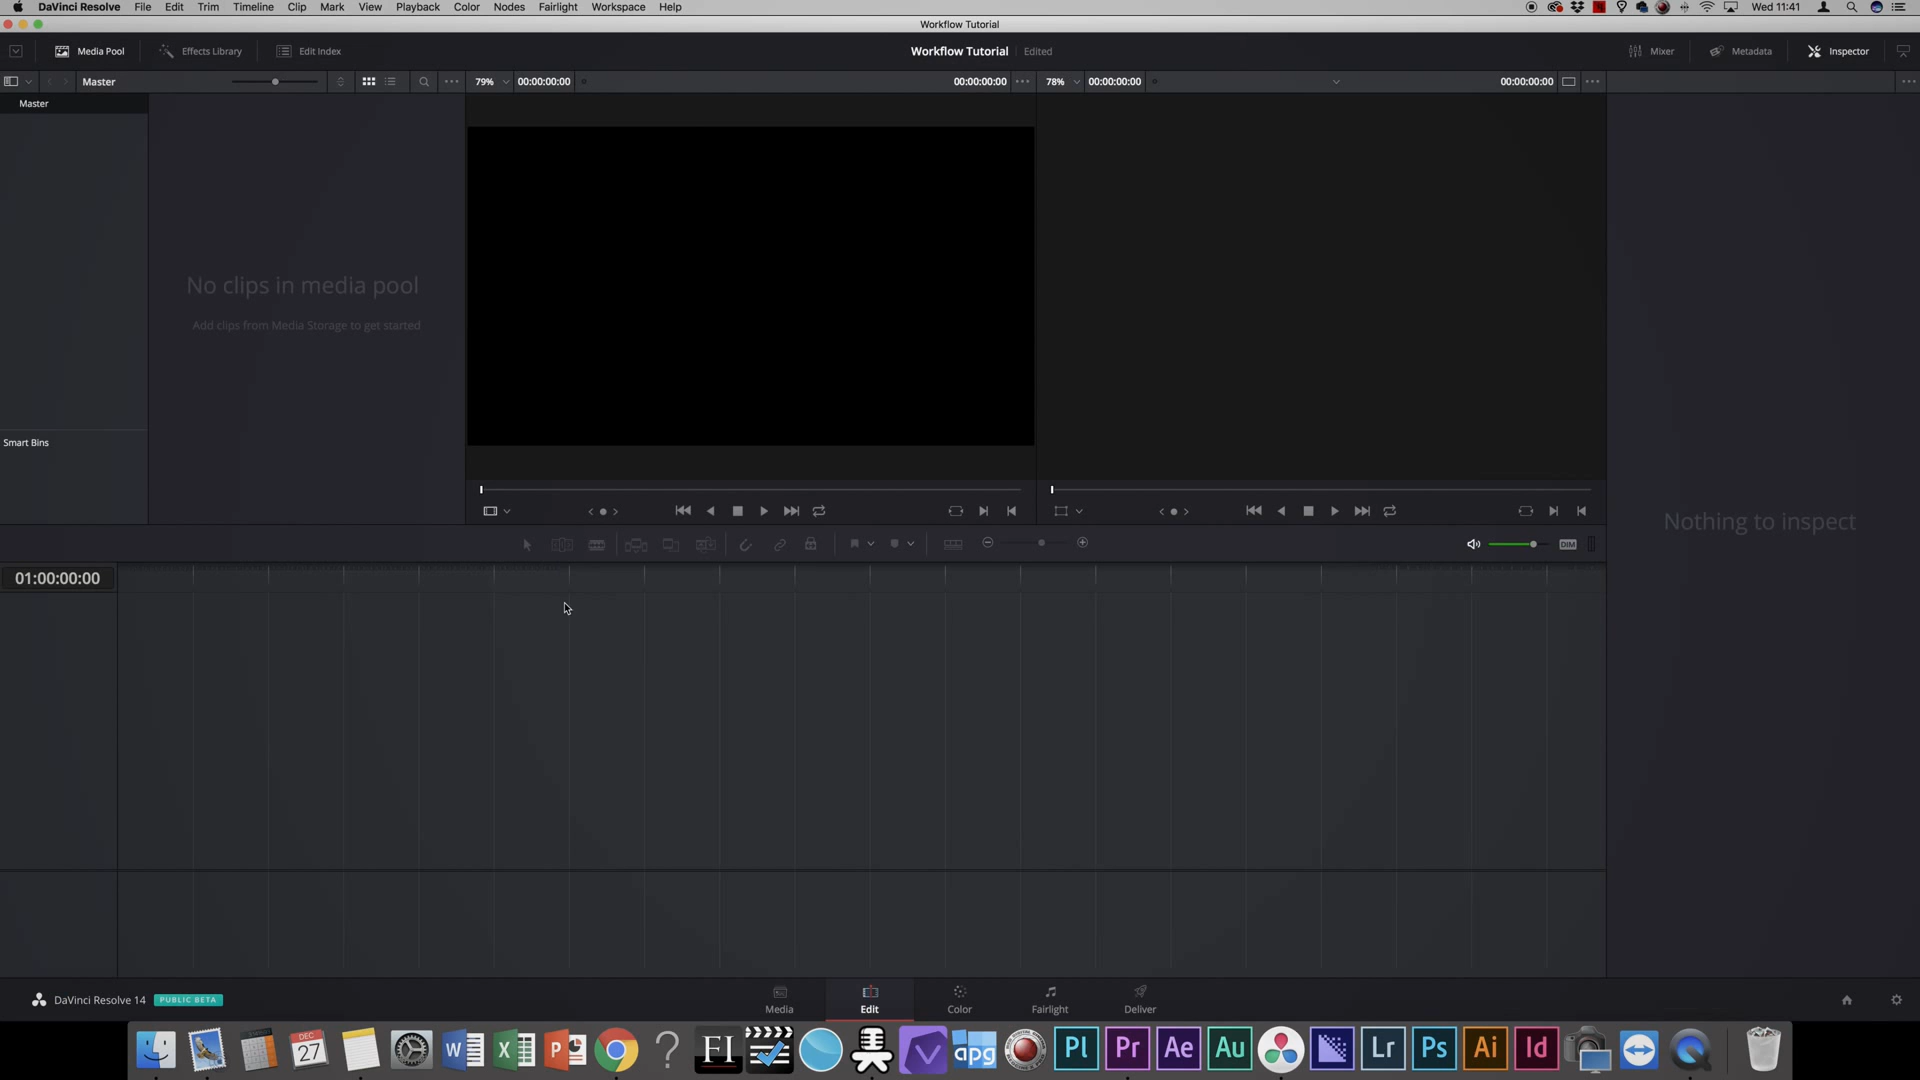 DaVinci Resolve File Edit Trim Timeline Clip Mark View Playback Color Nodes Fairlight Workspace Help Wed 11:41
Workflow Tutorial
Media Pool Effects Library Edit Index Workflow Tutorial Edited Mixer Metadata Inspector
Master 79% 00:00:00:00 00:00:00:00 78% 00:00:00:00 00:00:00:00
Master
No clips in media pool
Add clips from Media Storage to get started
Smart Bins
Nothing to inspect
DIM
01:00:00:00
DaVinci Resolve 14 PUBLIC BETA
Media Edit Color Fairlight Deliver
DEC
27
W X P ? FI apg Pl Pr Ae Au Lr Ps Ai Id